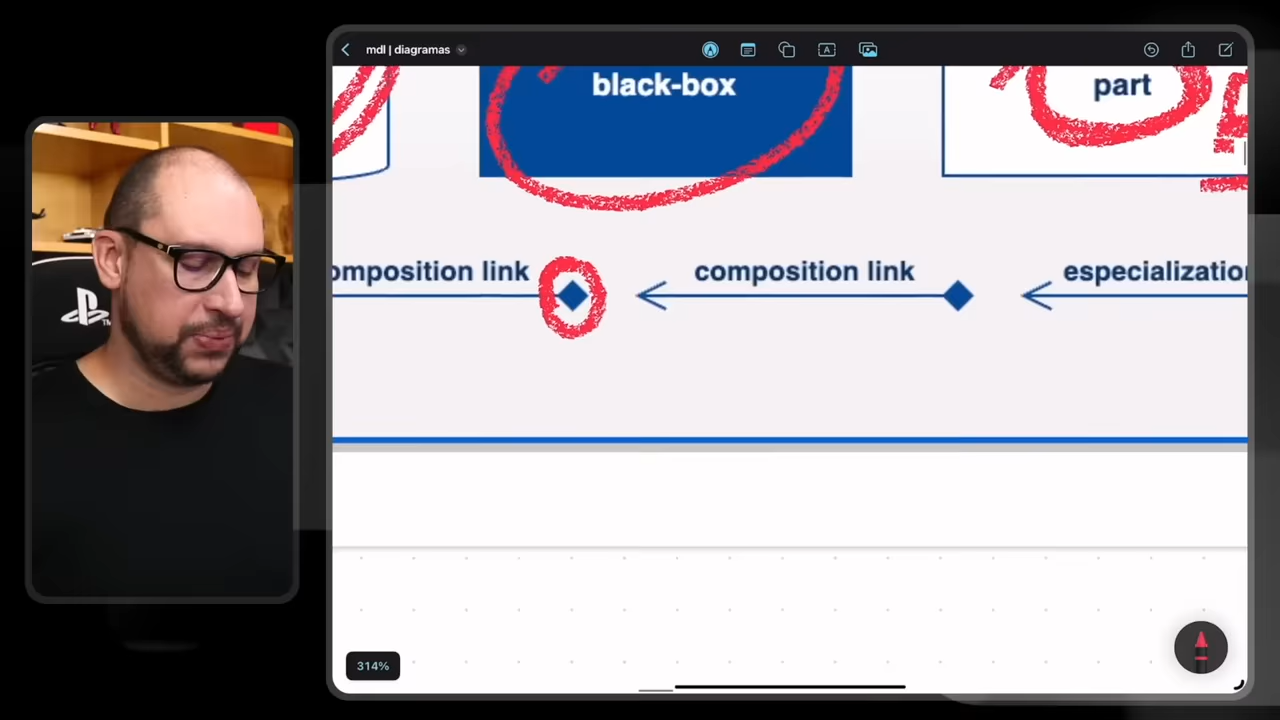 mdl | diagramas
black-box
part
omposition link
composition link
especializatio
314%